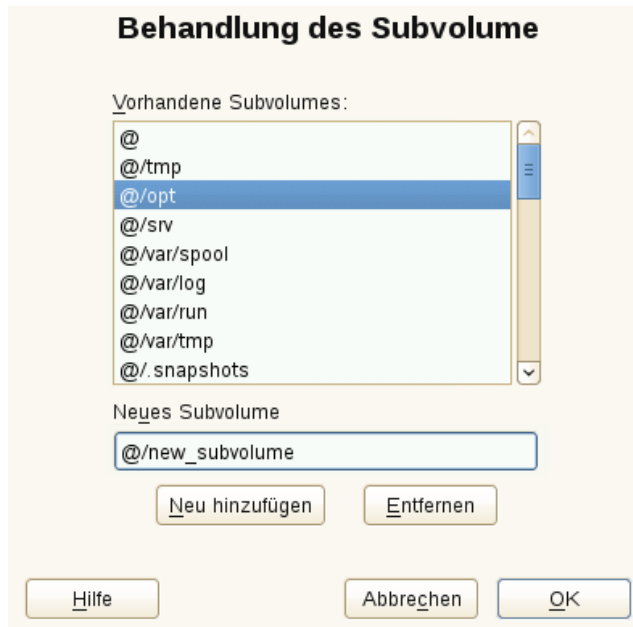 Behandlung des Subvolume
Vorhandene Subvolumes:
@
@/tmp
@/opt
@/srv
@/var/spool
@/var/log
@/var/run
@/var/tmp
@/.snapshots
Neues Subvolume
@/new_subvolume
Neu hinzufügen Entfernen
Hilfe Abbrechen OK